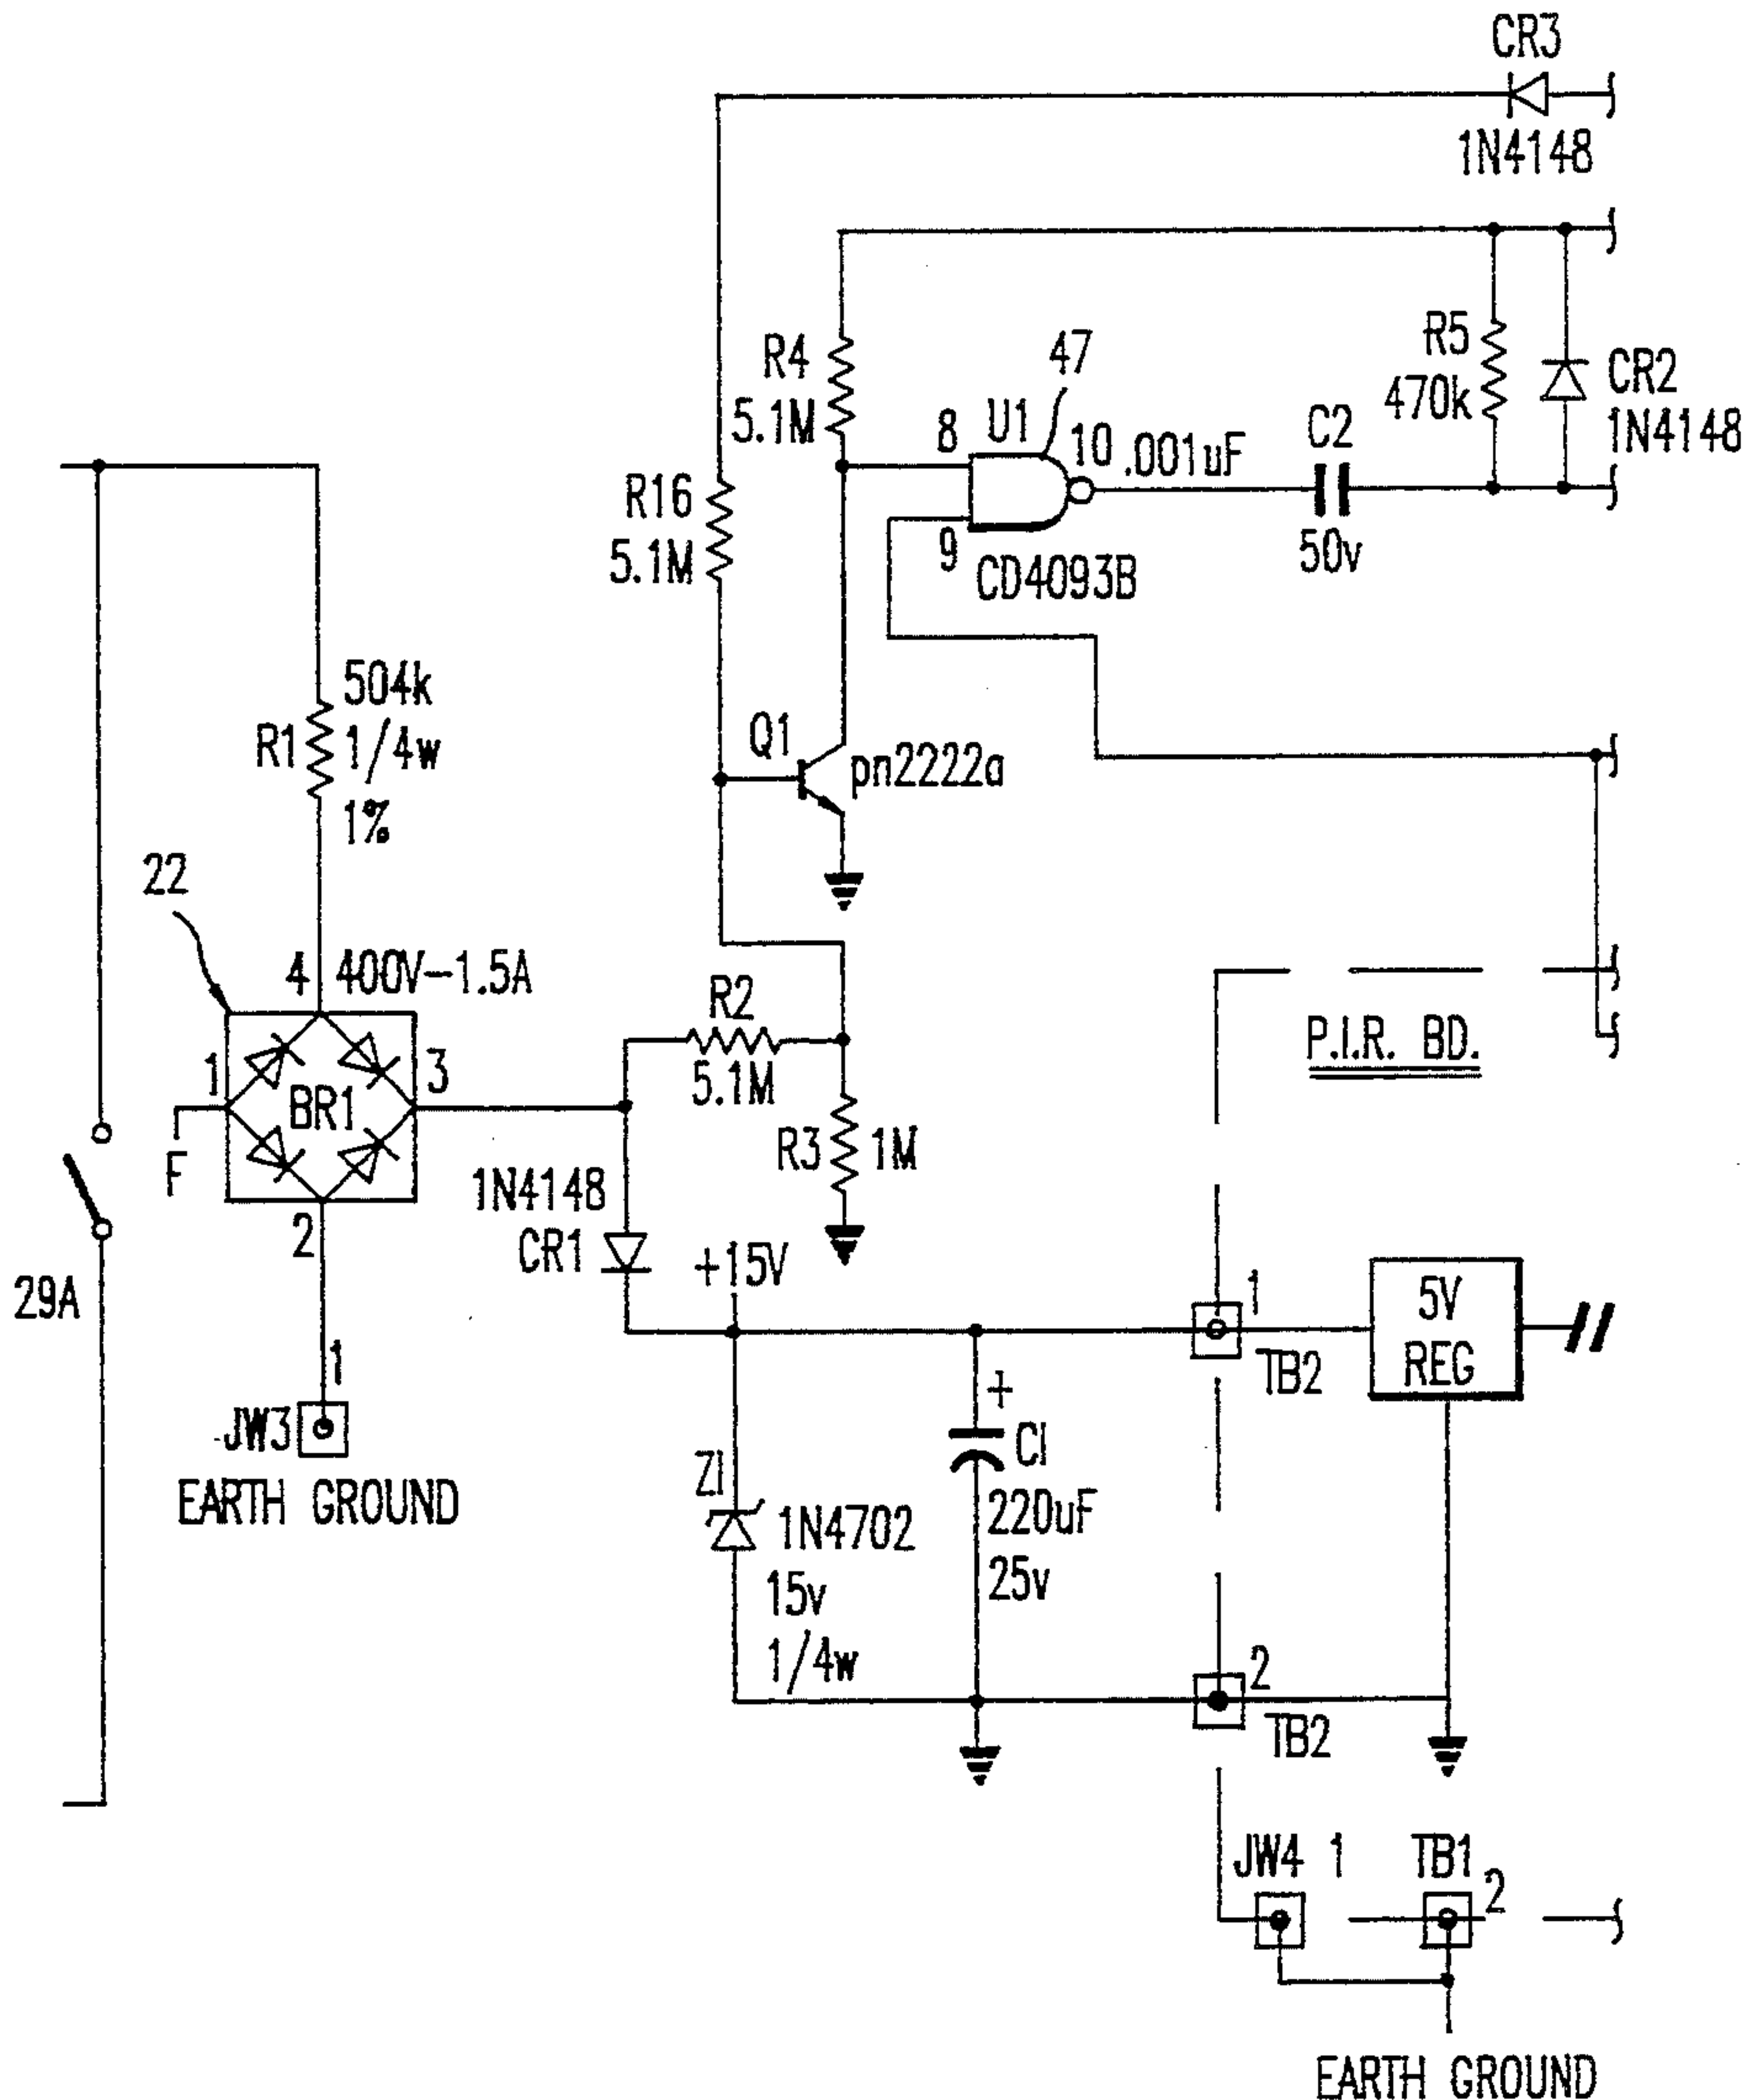 CR3
1N4148
R4
5.1M
47
8
U1
10
.001uF
9
CD4093B
C2
50v
R5
470k
CR2
1N4148
R16
5.1M
504k
R1
1/4w
1%
Q1
pn2222a
22
4
400V-1.5A
1
BR1
3
F
2
R2
5.1M
R3
1M
P.I.R. BD.
1N4148
CR1
+15V
29A
1
JW3
EARTH GROUND
1
TB2
5V
REG
+
C1
220uF
25v
Z1
1N4702
15v
1/4w
2
TB2
JW4
1
TB1
2
EARTH GROUND